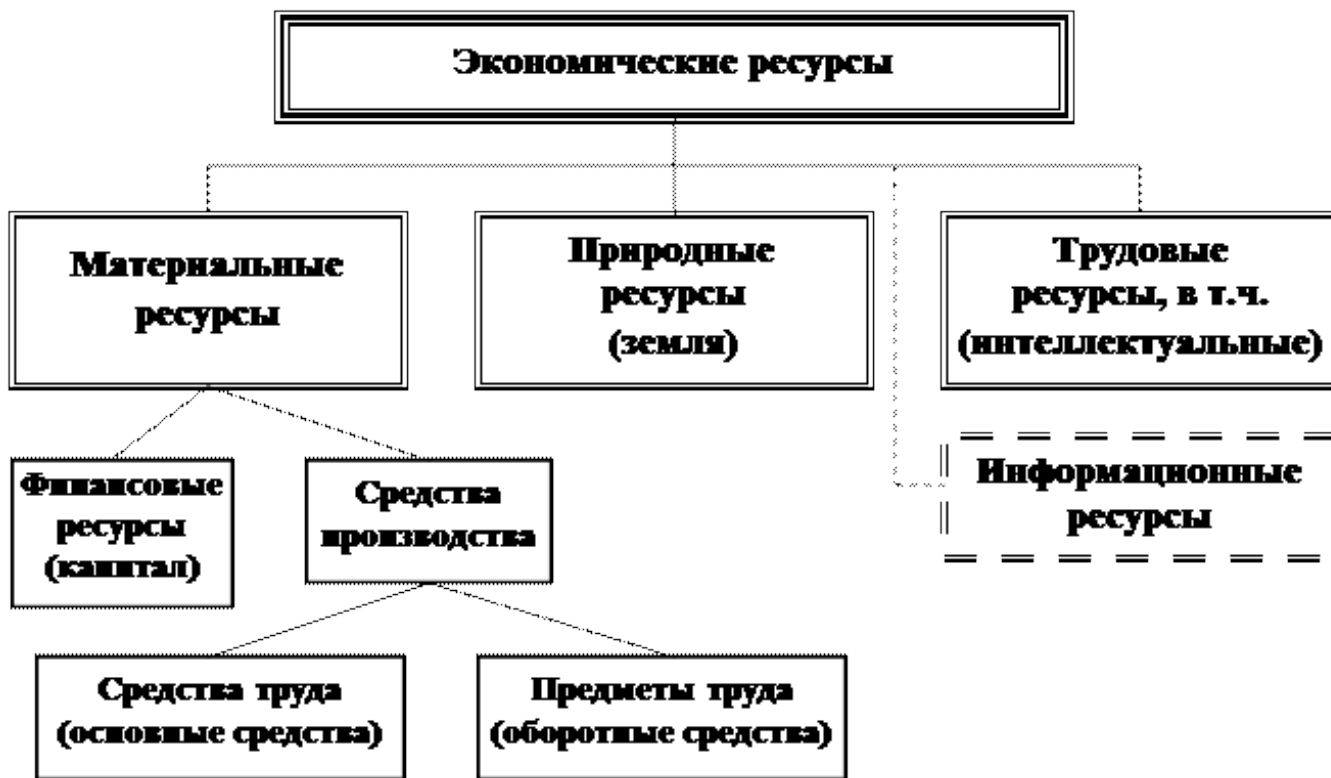 Экономические ресурсы
Материальные
ресурсы
Природные
ресурсы
(земля)
Трудовые
ресурсы, в т.ч.
(интеллектуальные)
Финансовые
ресурсы
(капитал)
Средства
производства
Информационные
ресурсы
Средства труда
(основные средства)
Предметы труда
(оборотные средства)